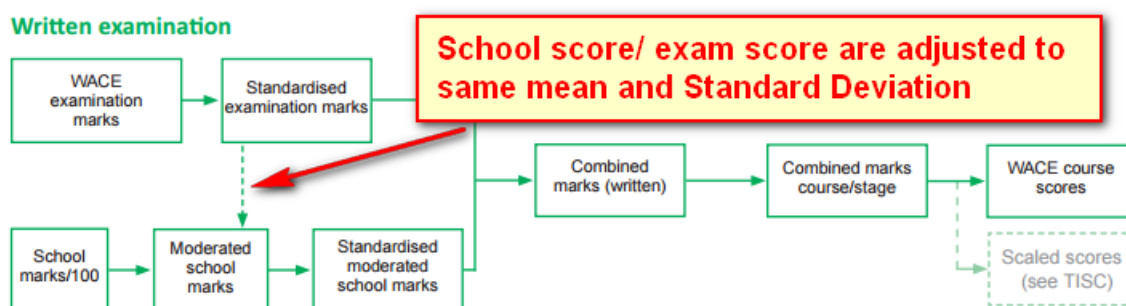 Written examination
School score/ exam score are adjusted to
same mean and Standard Deviation
WACE
examination
marks
Standardised
examination marks
Combined
marks (written)
Combined marks
course/stage
WACE course
scores
School
marks/100
Moderated
school
marks
Standardised
moderated
school marks
Scaled scores
(see TISC)